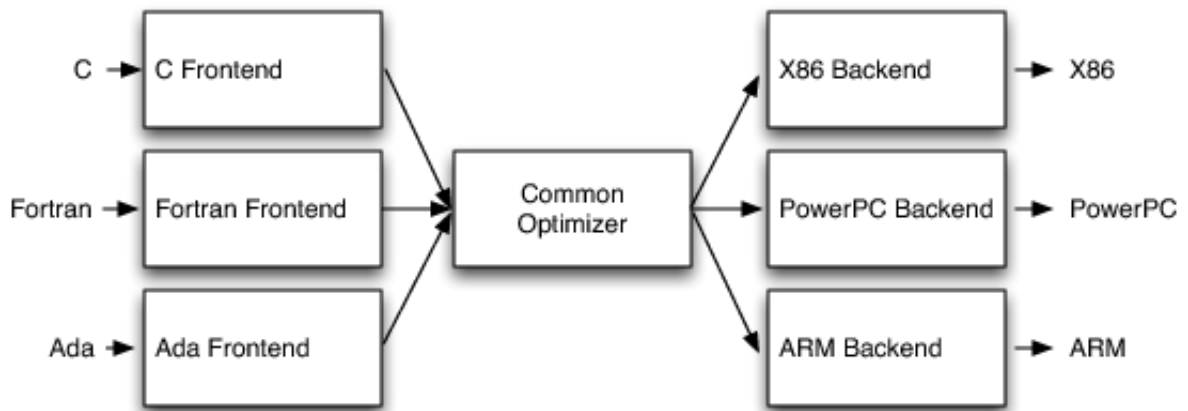 C
C Frontend
X86 Backend
X86
Fortran
Fortran Frontend
Common
Optimizer
PowerPC Backend
PowerPC
Ada
Ada Frontend
ARM Backend
ARM